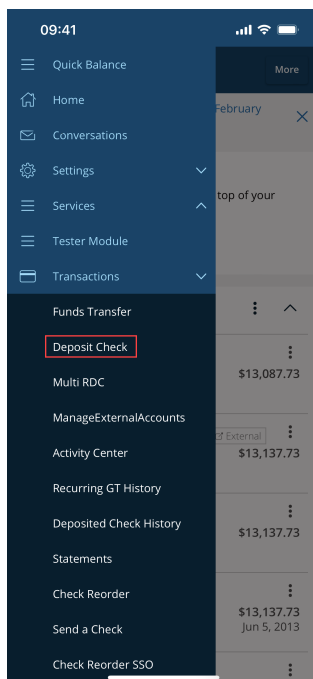 09:41
Quick Balance
More
Home
February
Conversations
Settings
top of your
Services
Tester Module
Transactions
Funds Transfer
Deposit Check
Multi RDC
$13,087.73
ManageExternalAccounts
External
Activity Center
$13,137.73
Recurring GT History
Deposited Check History
$13,137.73
Statements
Check Reorder
$13,137.73
Send a Check
Jun 5, 2013
Check Reorder SSO